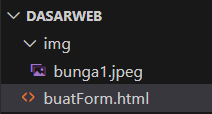 DASARWEB
img
bunga1.jpeg
buatForm.html